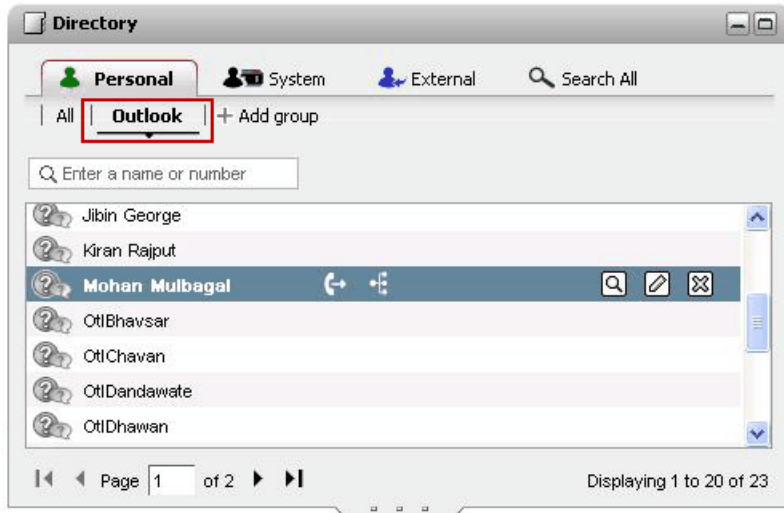 Directory
Personal System External Search All
| All | Outlook | + Add group
Enter a name or number
Jibin George
Kiran Rajput
Mohan Mulbagal
OtlBhavsar
OtlChavan
OtlDandawate
OtlDhawan
Page 1 of 2 Displaying 1 to 20 of 23